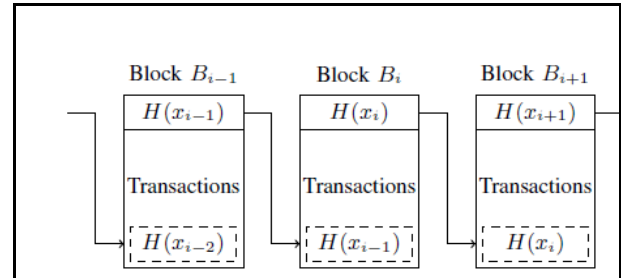 Block B_{i−1} Block B_i Block B_{i+1}
H(x_{i−1}) H(x_i) H(x_{i+1})
Transactions Transactions Transactions
H(x_{i−2}) H(x_{i−1}) H(x_i)